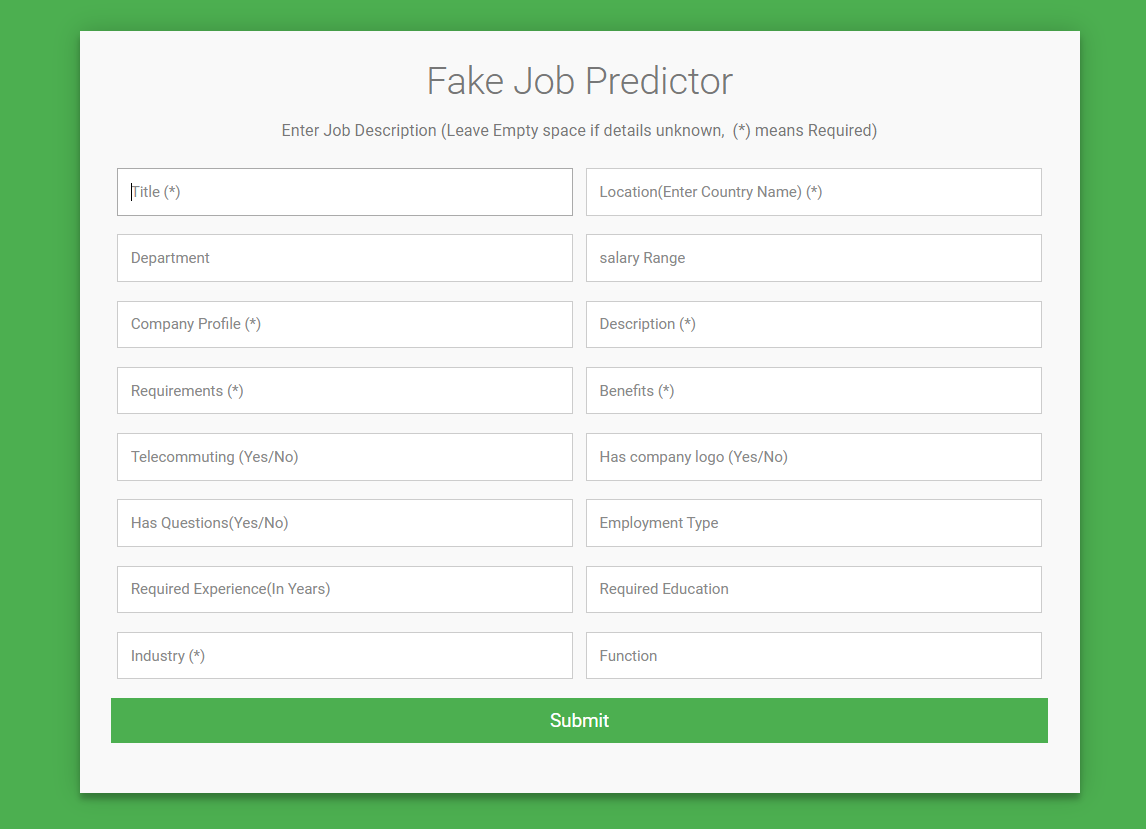 Fake Job Predictor
Enter Job Description (Leave Empty space if details unknown, (*) means Required)
Title (*)
Location(Enter Country Name) (*)
Department
salary Range
Company Profile (*)
Description (*)
Requirements (*)
Benefits (*)
Telecommuting (Yes/No)
Has company logo (Yes/No)
Has Questions(Yes/No)
Employment Type
Required Experience(In Years)
Required Education
Industry (*)
Function
Submit